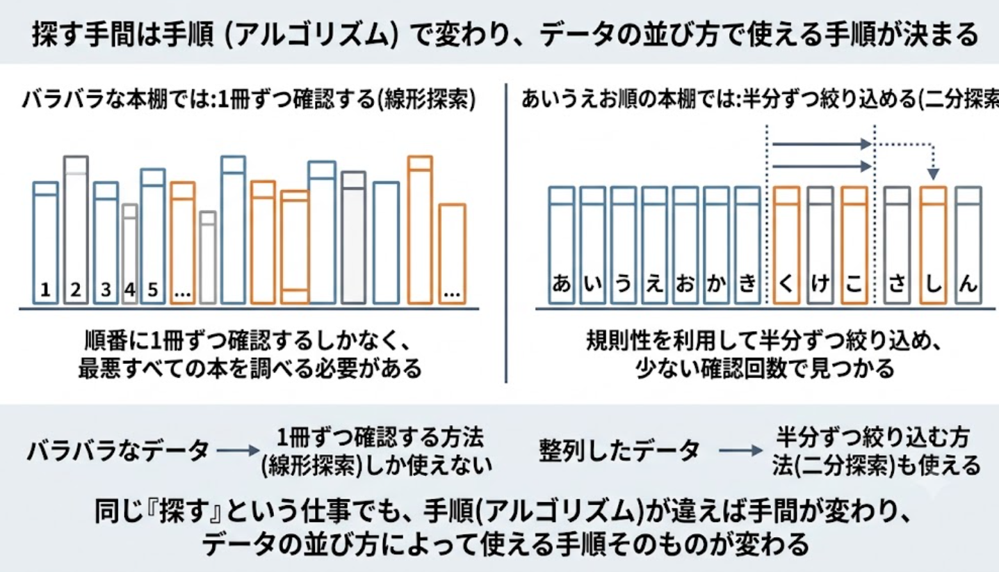 探す手間は手順 (アルゴリズム) で変わり、データの並び方で使える手順が決まる
バラバラな本棚では:1冊ずつ確認する(線形探索)
1 2 3 4 5 ... ...
順番に1冊ずつ確認するしかなく、
最悪すべての本を調べる必要がある
あいうえお順の本棚では:半分ずつ絞り込める(二分探索
あ い う え お か き く け こ さ し ん
規則性を利用して半分ずつ絞り込め、
少ない確認回数で見つかる
バラバラなデータ
1冊ずつ確認する方法
(線形探索)しか使えない
整列したデータ
半分ずつ絞り込む方
法(二分探索)も使える
同じ『探す』という仕事でも、手順(アルゴリズム)が違えば手間が変わり、
データの並び方によって使える手順そのものが変わる